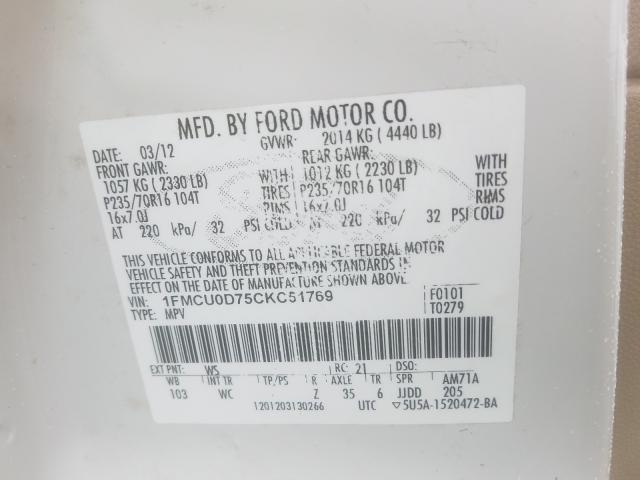 MFD. BY FORD MOTOR CO.
DATE: 03/12 GVWR: 2014 KG ( 4440 LB)
FRONT GAWR: REAR GAWR:
1057 KG ( 2330 LB) WITH 1012 KG ( 2230 LB) WITH
P235/70R16 104T TIRES P235/70R16 104T TIRES
16x7.0J RIMS 16x7.0J RIMS
AT 220 kPa/ 32 PSI COLD AT 220 kPa/ 32 PSI COLD
THIS VEHICLE CONFORMS TO ALL APPLICABLE FEDERAL MOTOR
VEHICLE SAFETY AND THEFT PREVENTION STANDARDS IN
EFFECT ON THE DATE OF MANUFACTURE SHOWN ABOVE.
VIN: 1FMCU0D75CKC51769 F0101
TYPE: MPV T0279
EXT PNT: WS RC: 21 DSO:
WB INT TR TP/PS R AXLE TR SPR AM71A
103 WC Z 35 6 JJDD 205
1201203130266 UTC 5U5A-1520472-BA